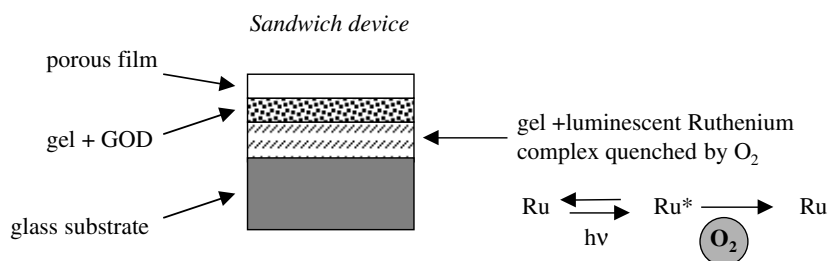 Sandwich device
porous film
gel + GOD
glass substrate
gel +luminescent Ruthenium
complex quenched by O₂
Ru Ru* Ru
hν
O₂